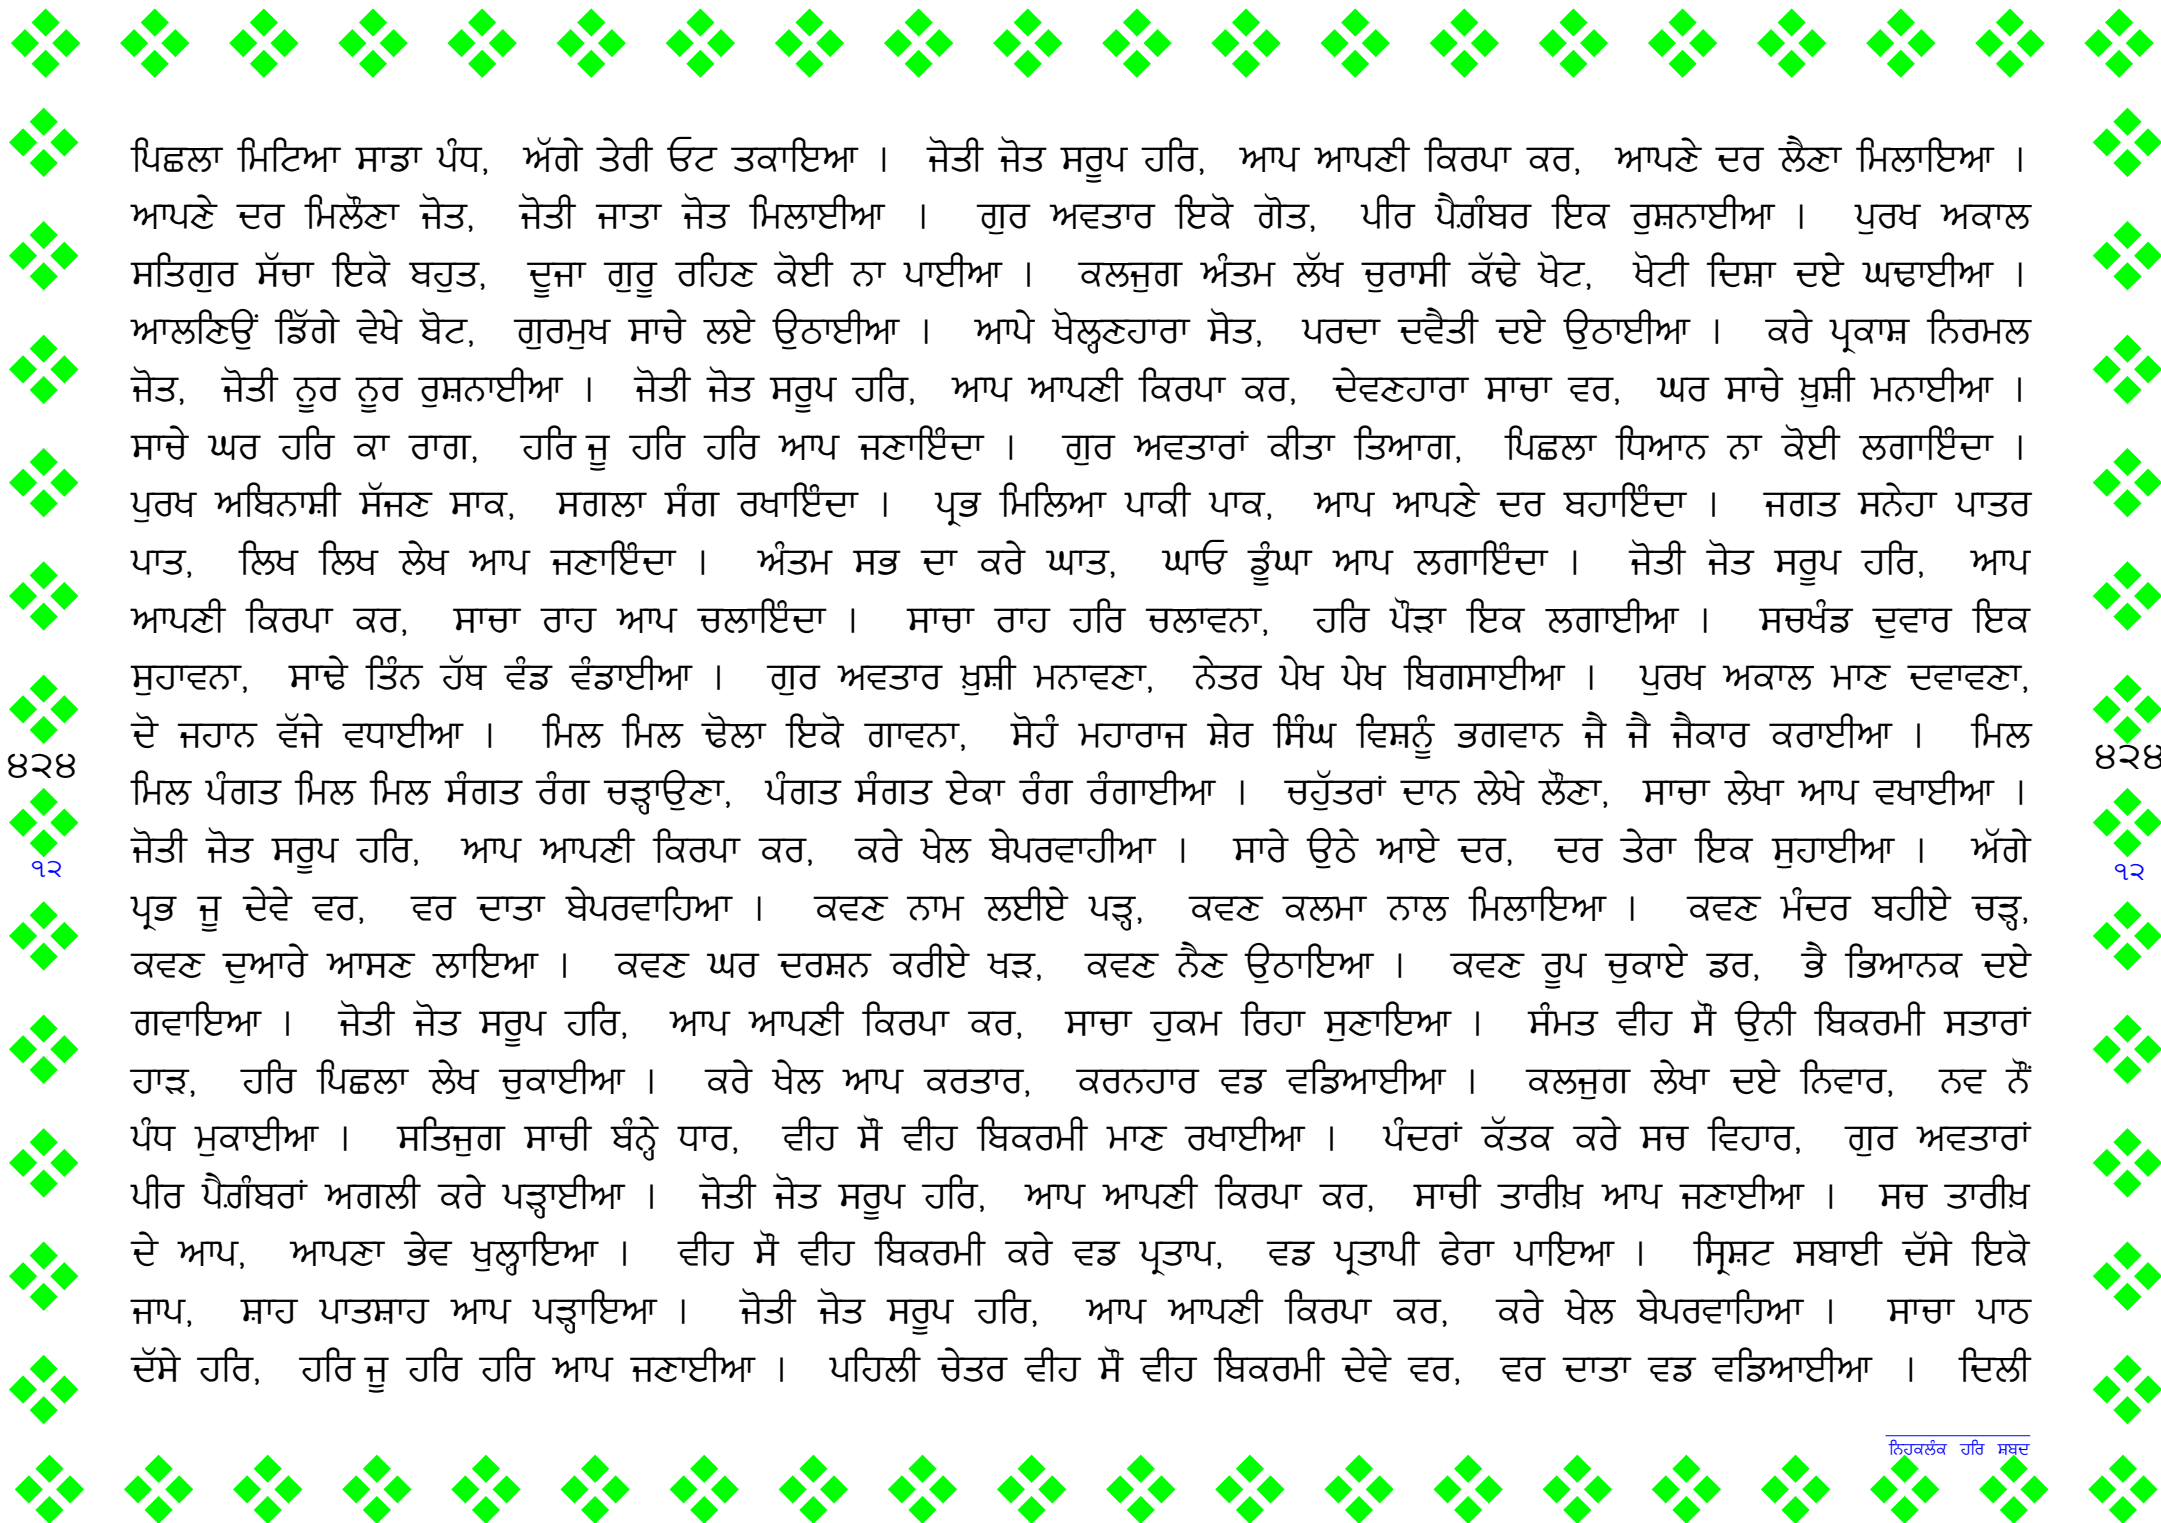 ਪਿਛਲਾ ਮਿਟਿਆ ਸਾਡਾ ਪੰਧ, ਅੱਗੇ ਤੇਰੀ ਓਟ ਤਕਾਇਆ । ਜੋਤੀ ਜੋਤ ਸਰੂਪ ਹਰਿ, ਆਪ ਆਪਣੀ ਕਿਰਪਾ ਕਰ, ਆਪਣੇ ਦਰ ਲੈਣਾ ਮਿਲਾਇਆ ।
ਆਪਣੇ ਦਰ ਮਿਲੌਣਾ ਜੋਤ, ਜੋਤੀ ਜਾਤਾ ਜੋਤ ਮਿਲਾਈਆ । ਗੁਰ ਅਵਤਾਰ ਇਕੋ ਗੋਤ, ਪੀਰ ਪੈਗ਼ੰਬਰ ਇਕ ਰੁਸ਼ਨਾਈਆ । ਪੁਰਖ ਅਕਾਲ
ਸਤਿਗੁਰ ਸੱਚਾ ਇਕੋ ਬਹੁਤ, ਦੂਜਾ ਗੁਰੂ ਰਹਿਣ ਕੋਈ ਨਾ ਪਾਈਆ । ਕਲਜੁਗ ਅੰਤਮ ਲੱਖ ਚੁਰਾਸੀ ਕੱਢੇ ਖੋਟ, ਖੋਟੀ ਦਿਸ਼ਾ ਦਏ ਘਢਾਈਆ ।
ਆਲਣਿਉਂ ਡਿੱਗੇ ਵੇਖੇ ਬੋਟ, ਗੁਰਮੁਖ ਸਾਚੇ ਲਏ ਉਠਾਈਆ । ਆਪੇ ਖੋਲ੍ਹਣਹਾਰਾ ਸੋਤ, ਪਰਦਾ ਦਵੈਤੀ ਦਏ ਉਠਾਈਆ । ਕਰੇ ਪ੍ਰਕਾਸ਼ ਨਿਰਮਲ
ਜੋਤ, ਜੋਤੀ ਨੂਰ ਨੂਰ ਰੁਸ਼ਨਾਈਆ । ਜੋਤੀ ਜੋਤ ਸਰੂਪ ਹਰਿ, ਆਪ ਆਪਣੀ ਕਿਰਪਾ ਕਰ, ਦੇਵਣਹਾਰਾ ਸਾਚਾ ਵਰ, ਘਰ ਸਾਚੇ ਖ਼ੁਸ਼ੀ ਮਨਾਈਆ ।
ਸਾਚੇ ਘਰ ਹਰਿ ਕਾ ਰਾਗ, ਹਰਿ ਜੂ ਹਰਿ ਹਰਿ ਆਪ ਜਣਾਇੰਦਾ । ਗੁਰ ਅਵਤਾਰਾਂ ਕੀਤਾ ਤਿਆਗ, ਪਿਛਲਾ ਧਿਆਨ ਨਾ ਕੋਈ ਲਗਾਇੰਦਾ ।
ਪੁਰਖ ਅਬਿਨਾਸ਼ੀ ਸੱਜਣ ਸਾਕ, ਸਗਲਾ ਸੰਗ ਰਖਾਇੰਦਾ । ਪ੍ਰਭ ਮਿਲਿਆ ਪਾਕੀ ਪਾਕ, ਆਪ ਆਪਣੇ ਦਰ ਬਹਾਇੰਦਾ । ਜਗਤ ਸਨੇਹਾ ਪਾਤਰ
ਪਾਤ, ਲਿਖ ਲਿਖ ਲੇਖ ਆਪ ਜਣਾਇੰਦਾ । ਅੰਤਮ ਸਭ ਦਾ ਕਰੇ ਘਾਤ, ਘਾਓ ਡੂੰਘਾ ਆਪ ਲਗਾਇੰਦਾ । ਜੋਤੀ ਜੋਤ ਸਰੂਪ ਹਰਿ, ਆਪ
ਆਪਣੀ ਕਿਰਪਾ ਕਰ, ਸਾਚਾ ਰਾਹ ਆਪ ਚਲਾਇੰਦਾ । ਸਾਚਾ ਰਾਹ ਹਰਿ ਚਲਾਵਨਾ, ਹਰਿ ਪੌੜਾ ਇਕ ਲਗਾਈਆ । ਸਚਖੰਡ ਦੁਵਾਰ ਇਕ
ਸੁਹਾਵਨਾ, ਸਾਢੇ ਤਿੰਨ ਹੱਥ ਵੰਡ ਵੰਡਾਈਆ । ਗੁਰ ਅਵਤਾਰ ਖ਼ੁਸ਼ੀ ਮਨਾਵਣਾ, ਨੇਤਰ ਪੇਖ ਪੇਖ ਬਿਗਸਾਈਆ । ਪੁਰਖ ਅਕਾਲ ਮਾਣ ਦਵਾਵਣਾ,
ਦੋ ਜਹਾਨ ਵੱਜੇ ਵਧਾਈਆ । ਮਿਲ ਮਿਲ ਢੋਲਾ ਇਕੋ ਗਾਵਨਾ, ਸੋਹੰ ਮਹਾਰਾਜ ਸ਼ੇਰ ਸਿੰਘ ਵਿਸ਼ਨੂੰ ਭਗਵਾਨ ਜੈ ਜੈ ਜੈਕਾਰ ਕਰਾਈਆ । ਮਿਲ
ਮਿਲ ਪੰਗਤ ਮਿਲ ਮਿਲ ਸੰਗਤ ਰੰਗ ਚੜ੍ਹਾਉਣਾ, ਪੰਗਤ ਸੰਗਤ ਏਕਾ ਰੰਗ ਰੰਗਾਈਆ । ਚਹੁੱਤਰਾਂ ਦਾਨ ਲੇਖੇ ਲੌਣਾ, ਸਾਚਾ ਲੇਖਾ ਆਪ ਵਖਾਈਆ ।
ਜੋਤੀ ਜੋਤ ਸਰੂਪ ਹਰਿ, ਆਪ ਆਪਣੀ ਕਿਰਪਾ ਕਰ, ਕਰੇ ਖੇਲ ਬੇਪਰਵਾਹੀਆ । ਸਾਰੇ ਉਠੇ ਆਏ ਦਰ, ਦਰ ਤੇਰਾ ਇਕ ਸੁਹਾਈਆ । ਅੱਗੇ
ਪ੍ਰਭ ਜੂ ਦੇਵੇ ਵਰ, ਵਰ ਦਾਤਾ ਬੇਪਰਵਾਹਿਆ । ਕਵਣ ਨਾਮ ਲਈਏ ਪੜ੍ਹ, ਕਵਣ ਕਲਮਾ ਨਾਲ ਮਿਲਾਇਆ । ਕਵਣ ਮੰਦਰ ਬਹੀਏ ਚੜ੍ਹ,
ਕਵਣ ਦੁਆਰੇ ਆਸਣ ਲਾਇਆ । ਕਵਣ ਘਰ ਦਰਸ਼ਨ ਕਰੀਏ ਖੜ, ਕਵਣ ਨੈਣ ਉਠਾਇਆ । ਕਵਣ ਰੂਪ ਚੁਕਾਏ ਡਰ, ਭੈ ਭਿਆਨਕ ਦਏ
ਗਵਾਇਆ । ਜੋਤੀ ਜੋਤ ਸਰੂਪ ਹਰਿ, ਆਪ ਆਪਣੀ ਕਿਰਪਾ ਕਰ, ਸਾਚਾ ਹੁਕਮ ਰਿਹਾ ਸੁਣਾਇਆ । ਸੰਮਤ ਵੀਹ ਸੌ ਉਨੀ ਬਿਕਰਮੀ ਸਤਾਰਾਂ
ਹਾੜ, ਹਰਿ ਪਿਛਲਾ ਲੇਖ ਚੁਕਾਈਆ । ਕਰੇ ਖੇਲ ਆਪ ਕਰਤਾਰ, ਕਰਨਹਾਰ ਵਡ ਵਡਿਆਈਆ । ਕਲਜੁਗ ਲੇਖਾ ਦਏ ਨਿਵਾਰ, ਨਵ ਨੌਂ
ਪੰਧ ਮੁਕਾਈਆ । ਸਤਿਜੁਗ ਸਾਚੀ ਬੰਨ੍ਹੇ ਧਾਰ, ਵੀਹ ਸੌ ਵੀਹ ਬਿਕਰਮੀ ਮਾਣ ਰਖਾਈਆ । ਪੰਦਰਾਂ ਕੱਤਕ ਕਰੇ ਸਚ ਵਿਹਾਰ, ਗੁਰ ਅਵਤਾਰਾਂ
ਪੀਰ ਪੈਗ਼ੰਬਰਾਂ ਅਗਲੀ ਕਰੇ ਪੜ੍ਹਾਈਆ । ਜੋਤੀ ਜੋਤ ਸਰੂਪ ਹਰਿ, ਆਪ ਆਪਣੀ ਕਿਰਪਾ ਕਰ, ਸਾਚੀ ਤਾਰੀਖ਼ ਆਪ ਜਣਾਈਆ । ਸਚ ਤਾਰੀਖ਼
ਦੇ ਆਪ, ਆਪਣਾ ਭੇਵ ਖੁਲ੍ਹਾਇਆ । ਵੀਹ ਸੌ ਵੀਹ ਬਿਕਰਮੀ ਕਰੇ ਵਡ ਪ੍ਰਤਾਪ, ਵਡ ਪ੍ਰਤਾਪੀ ਫੇਰਾ ਪਾਇਆ । ਸ੍ਰਿਸ਼ਟ ਸਬਾਈ ਦੱਸੇ ਇਕੋ
ਜਾਪ, ਸ਼ਾਹ ਪਾਤਸ਼ਾਹ ਆਪ ਪੜ੍ਹਾਇਆ । ਜੋਤੀ ਜੋਤ ਸਰੂਪ ਹਰਿ, ਆਪ ਆਪਣੀ ਕਿਰਪਾ ਕਰ, ਕਰੇ ਖੇਲ ਬੇਪਰਵਾਹਿਆ । ਸਾਚਾ ਪਾਠ
ਦੱਸੇ ਹਰਿ, ਹਰਿ ਜੂ ਹਰਿ ਹਰਿ ਆਪ ਜਣਾਈਆ । ਪਹਿਲੀ ਚੇਤਰ ਵੀਹ ਸੌ ਵੀਹ ਬਿਕਰਮੀ ਦੇਵੇ ਵਰ, ਵਰ ਦਾਤਾ ਵਡ ਵਡਿਆਈਆ । ਦਿਲੀ
੪੨੪
੧੨
੪੨੪
੧੨
ਨਿਹਕਲੰਕ ਹਰਿ ਸ਼ਬਦ